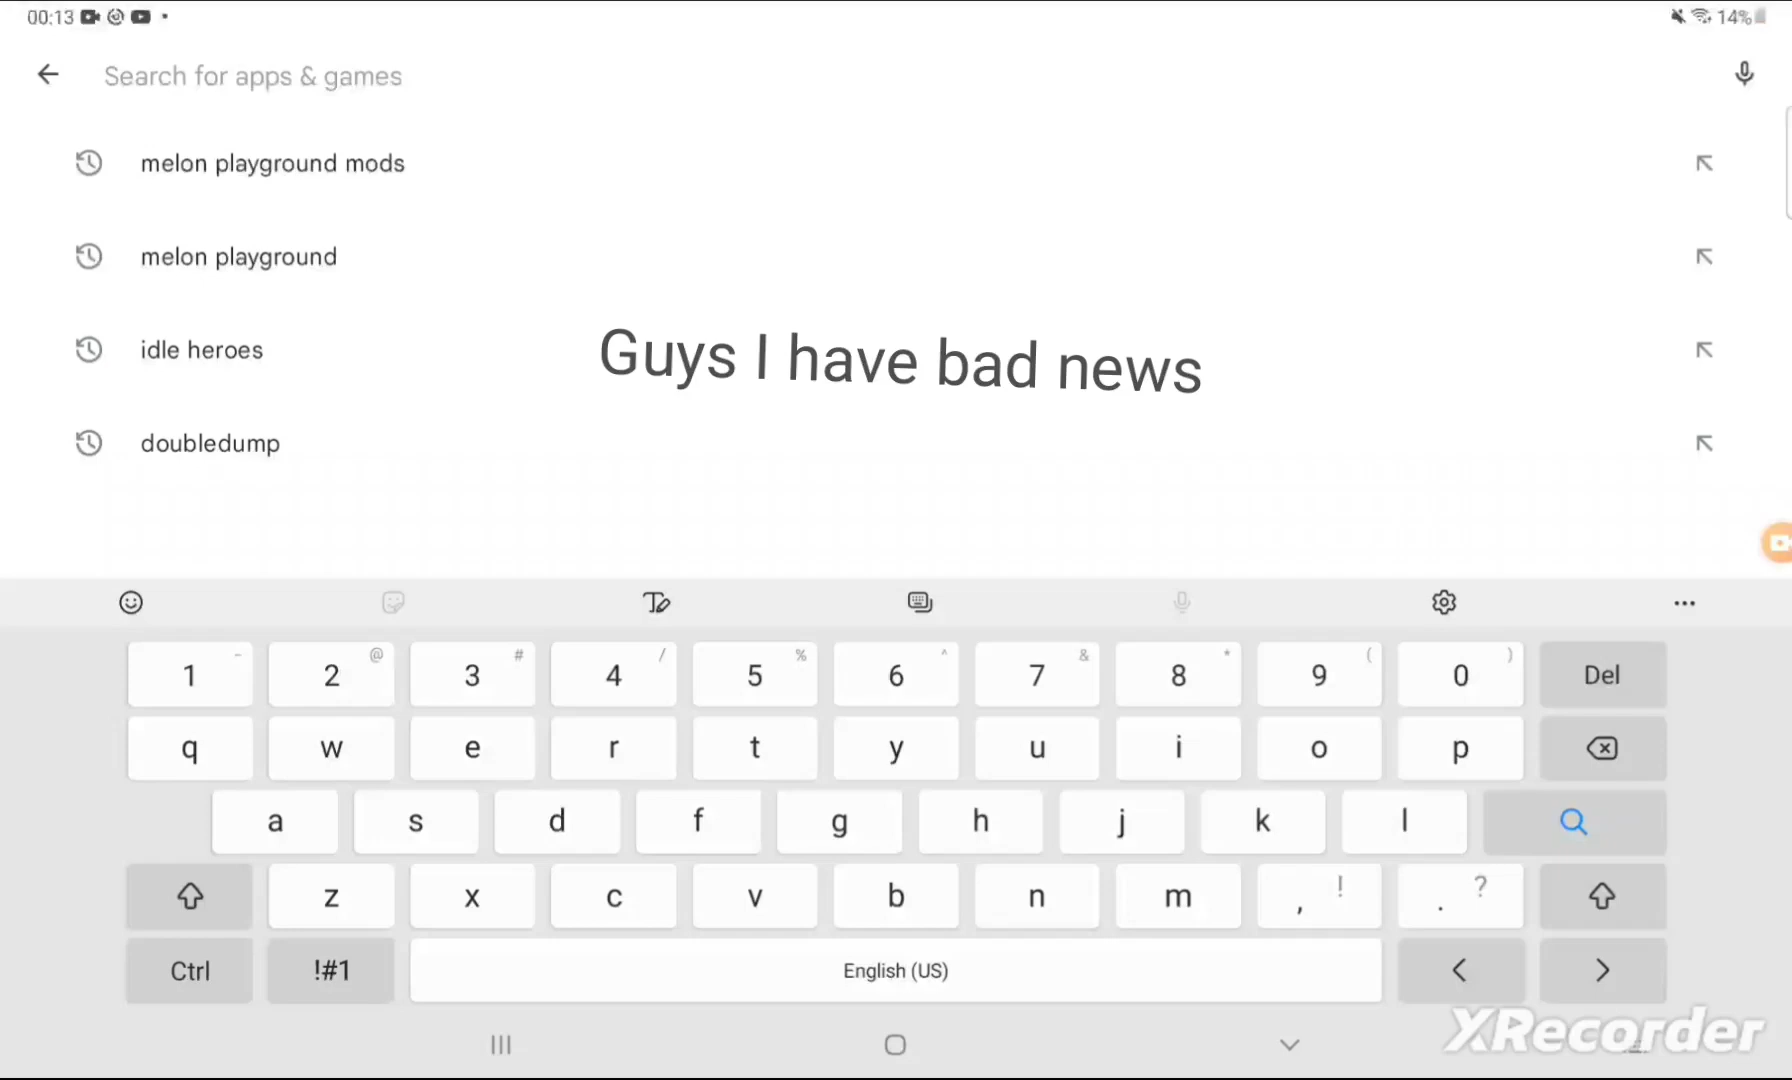 00:13 14%
Search for apps & games
melon playground mods
melon playground
idle heroes
Guys I have bad news
doubledump
1 - 2 @ 3 # 4 / 5 % 6 ^ 7 & 8 * 9 ( 0 ) Del
q w e r t y u i o p
a s d f g h j k l
z x c v b n m , ! . ?
Ctrl !#1 English (US) < >
XRecorder